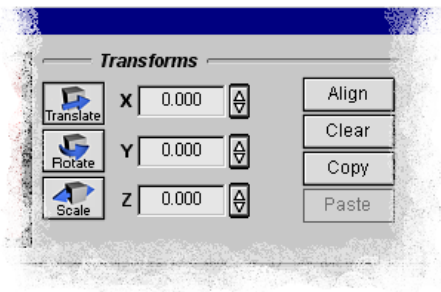 Transforms
Translate X 0.000 Align
Clear
Rotate Y 0.000
Copy
Scale Z 0.000 Paste